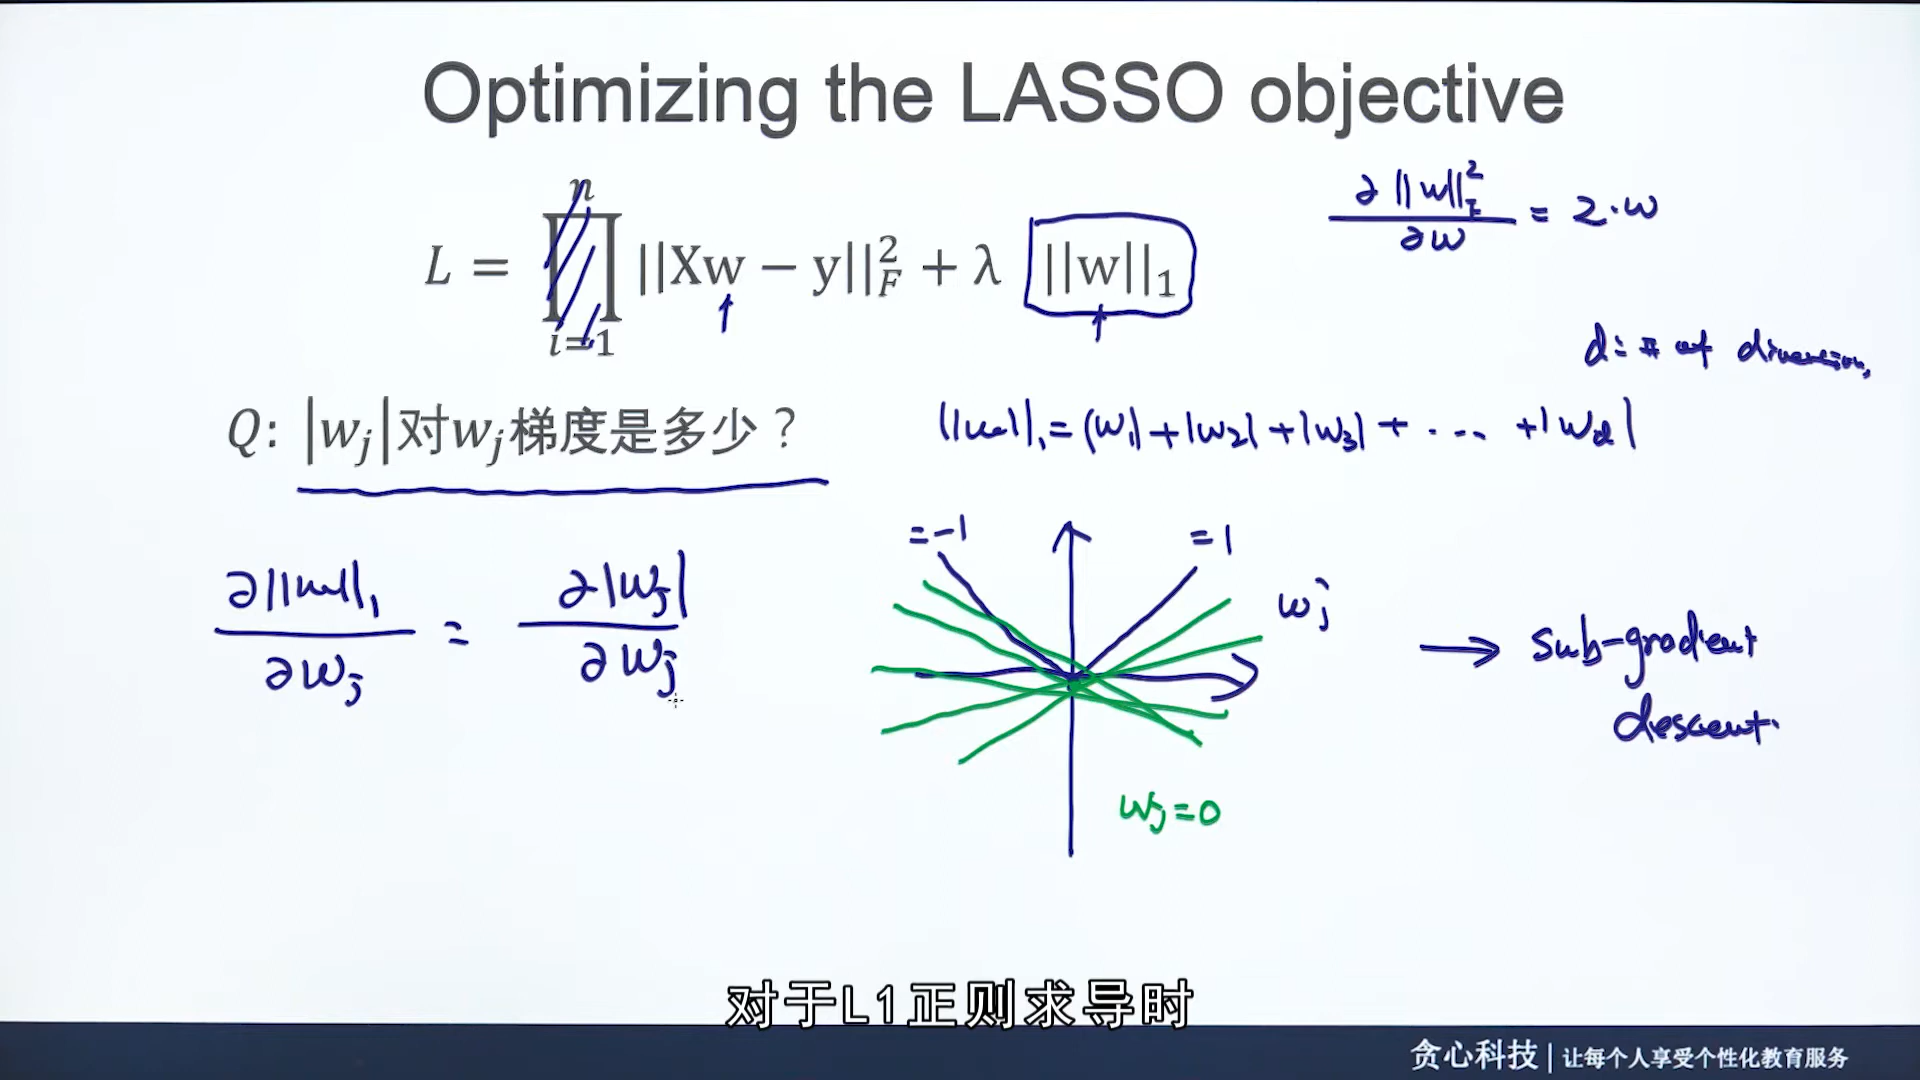 Optimizing the LASSO objective
∂||w||²_F / ∂w = 2·w
L = ∏_{i=1}^{n} ||Xw − y||²_F + λ ||w||₁
d: # of dimension,
Q: |w_j|对w_j梯度是多少?
||w||₁ = |w₁| + |w₂| + |w₃| + ... + |w_d|
= -1
= 1
∂||w||₁ / ∂w_j = ∂|w_j| / ∂w_j
w_j
→ sub-gradient
descent.
w_j = 0
对于L1正则求导时
贪心科技 | 让每个人享受个性化教育服务